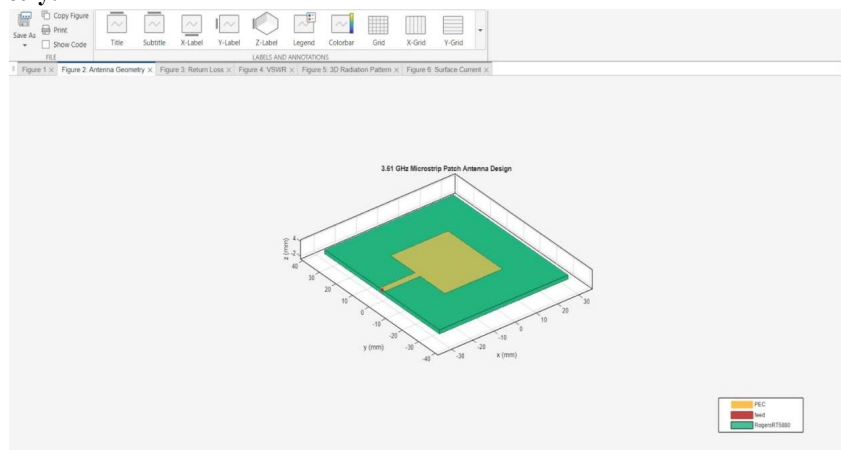 Save As
Copy Figure
Print
Show Code
FILE
Title Subtitle X-Label Y-Label Z-Label Legend Colorbar Grid X-Grid Y-Grid
LABELS AND ANNOTATIONS
Figure 1 × Figure 2: Antenna Geometry × Figure 3: Return Loss × Figure 4: VSWR × Figure 5: 3D Radiation Pattern × Figure 6: Surface Current ×
3.61 GHz Microstrip Patch Antenna Design
z (mm)
4
-2
40
30
20
10
0
-10
-20
-30
-40
y (mm)
-30
-20
-10
0
10
20
30
x (mm)
PEC
feed
RogersRT5880